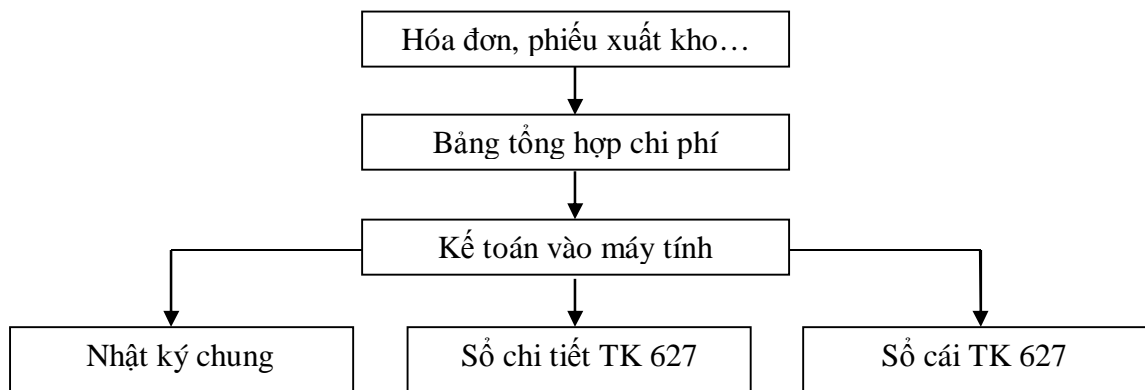 Hóa đơn, phiếu xuất kho…
Bảng tổng hợp chi phí
Kế toán vào máy tính
Nhật ký chung
Sổ chi tiết TK 627
Sổ cái TK 627